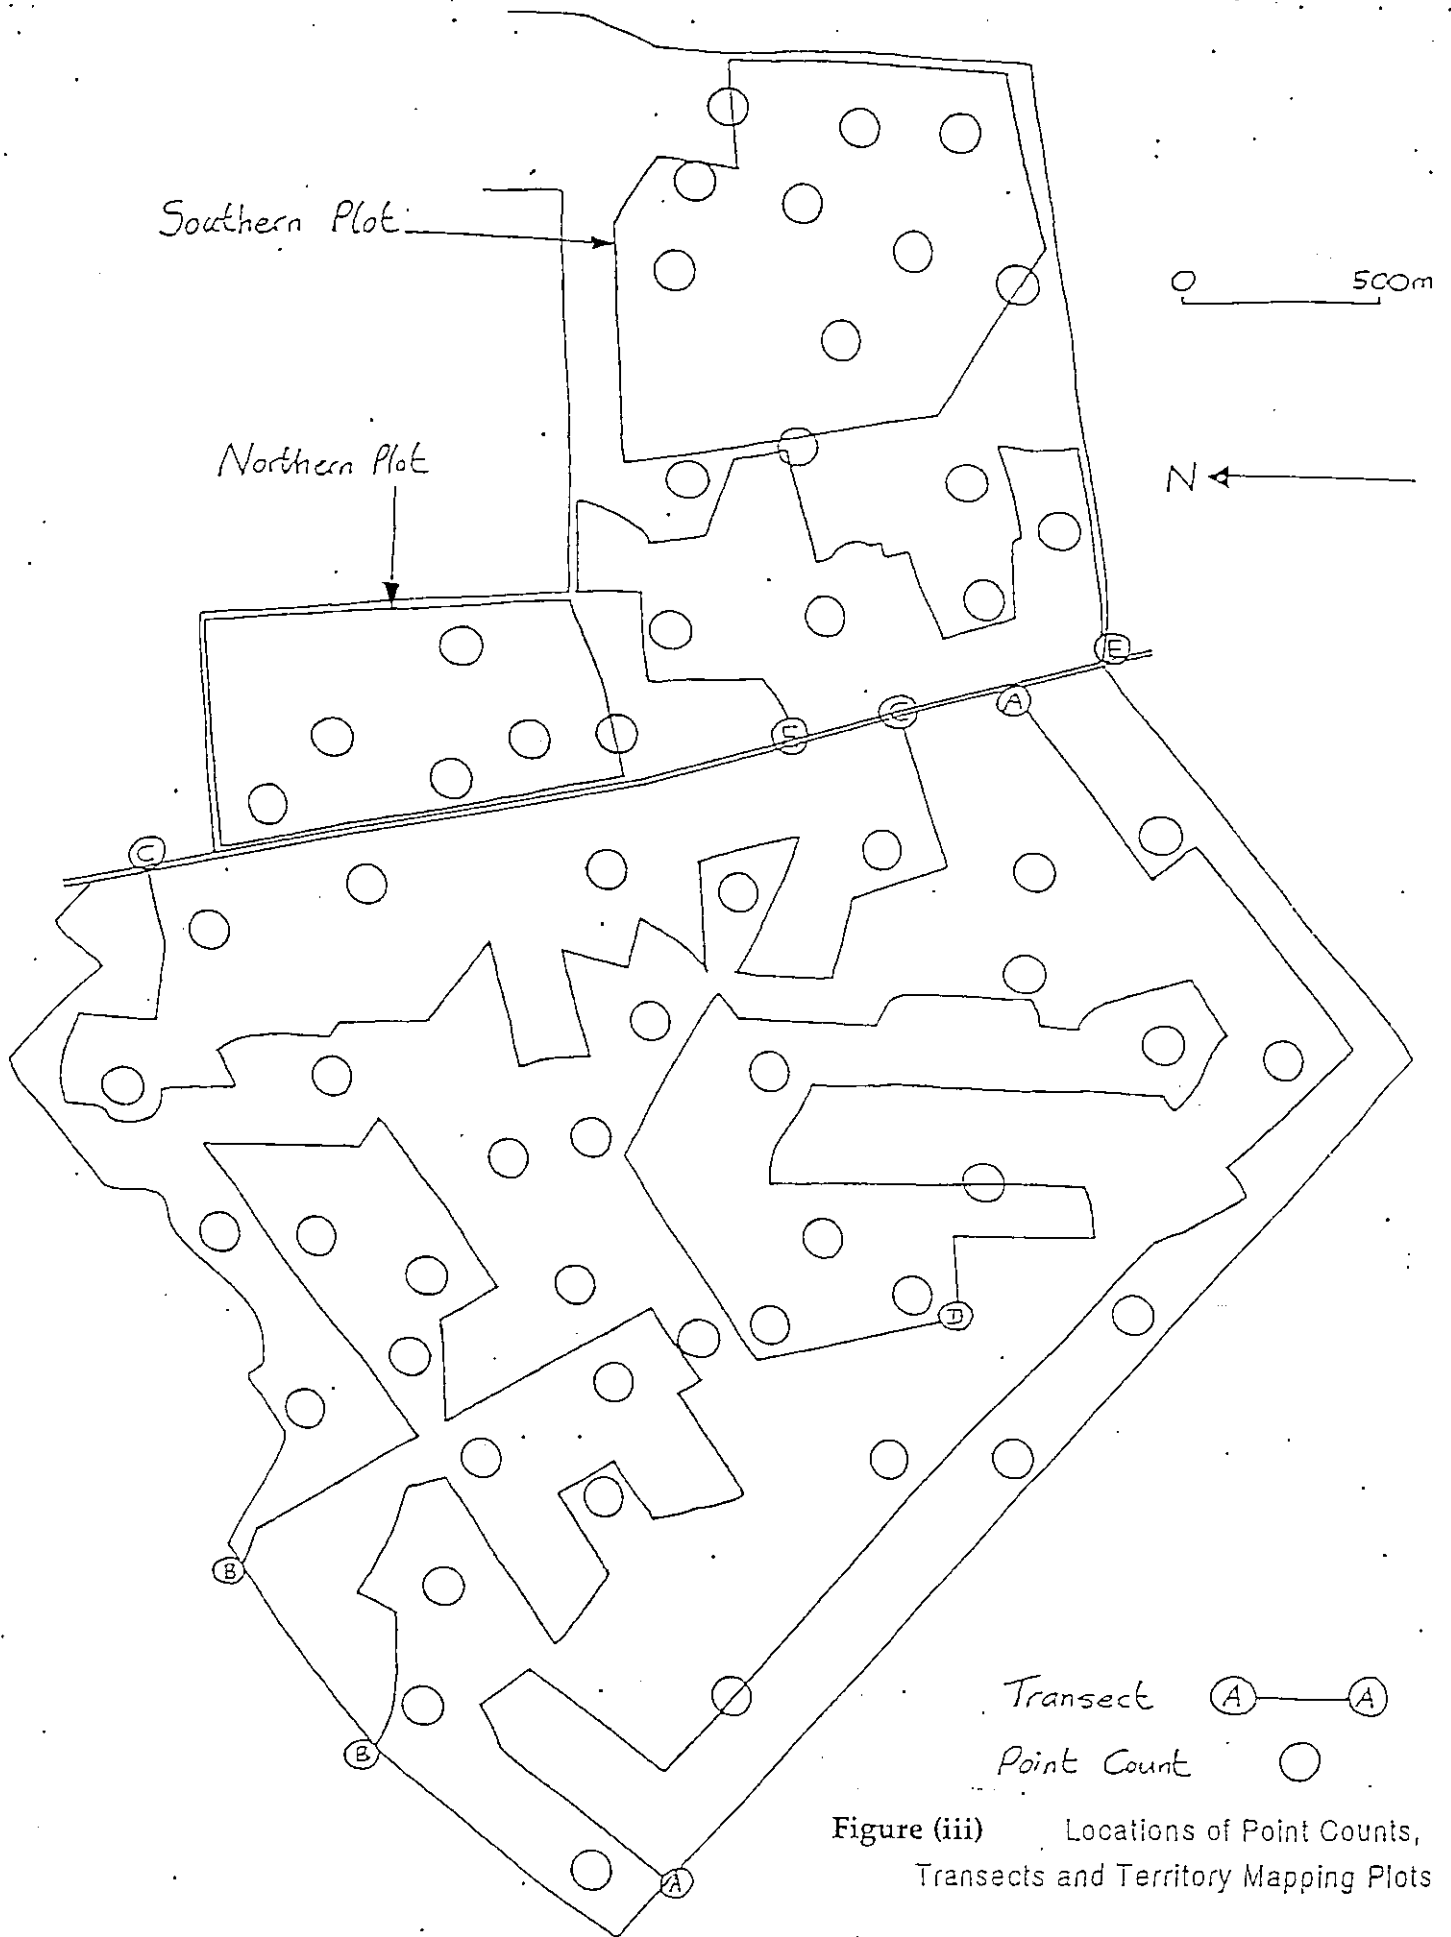 Southern Plot
0 500m
Northern Plot
N
E
A
C
E
C
D
B
B
A
Transect A A
Point Count
Figure (iii) Locations of Point Counts,
Transects and Territory Mapping Plots